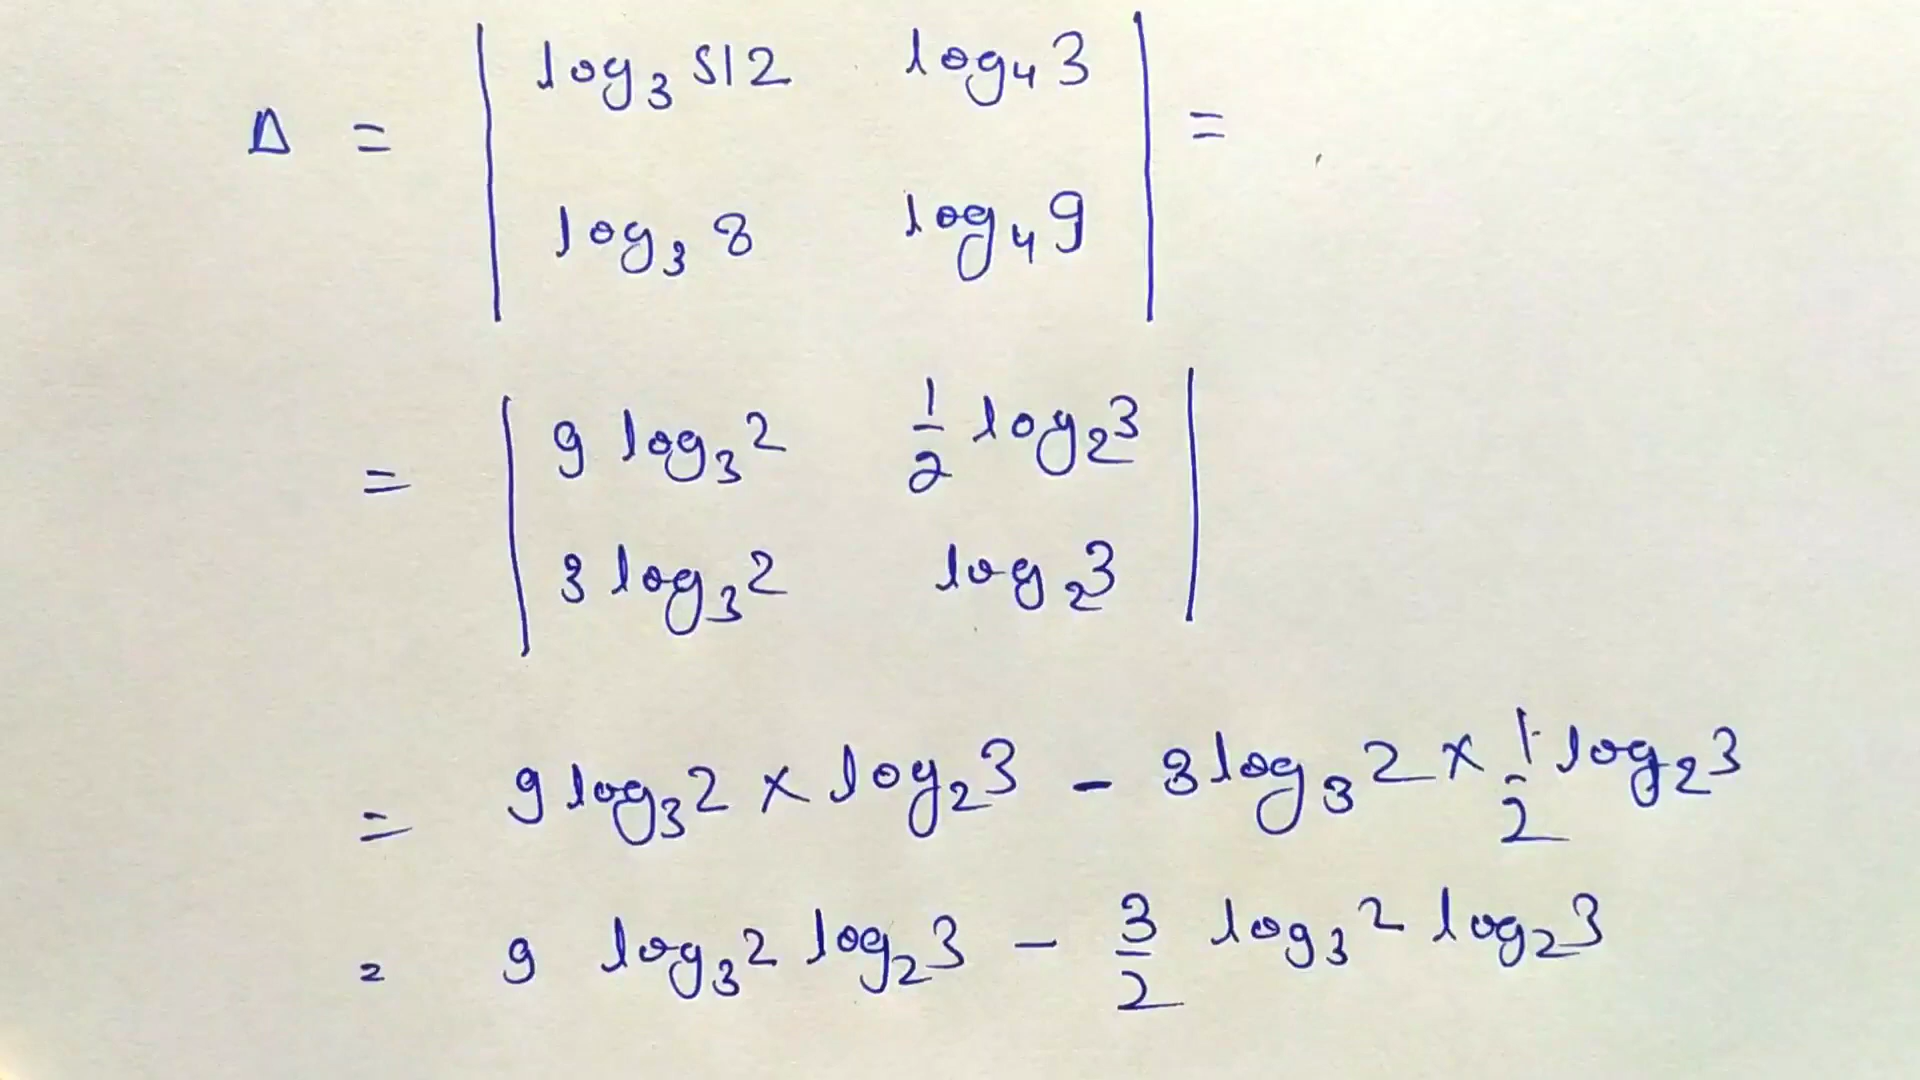 Δ = | log₃ 512 log₄ 3 | =
| log₃ 8 log₄ 9 |
= | 9 log₃ 2 1/2 log₂ 3 |
| 3 log₃ 2 log₂ 3 |
= 9 log₃ 2 × log₂ 3 - 3 log₃ 2 × 1/2 log₂ 3
= 9 log₃ 2 log₂ 3 - 3/2 log₃ 2 log₂ 3